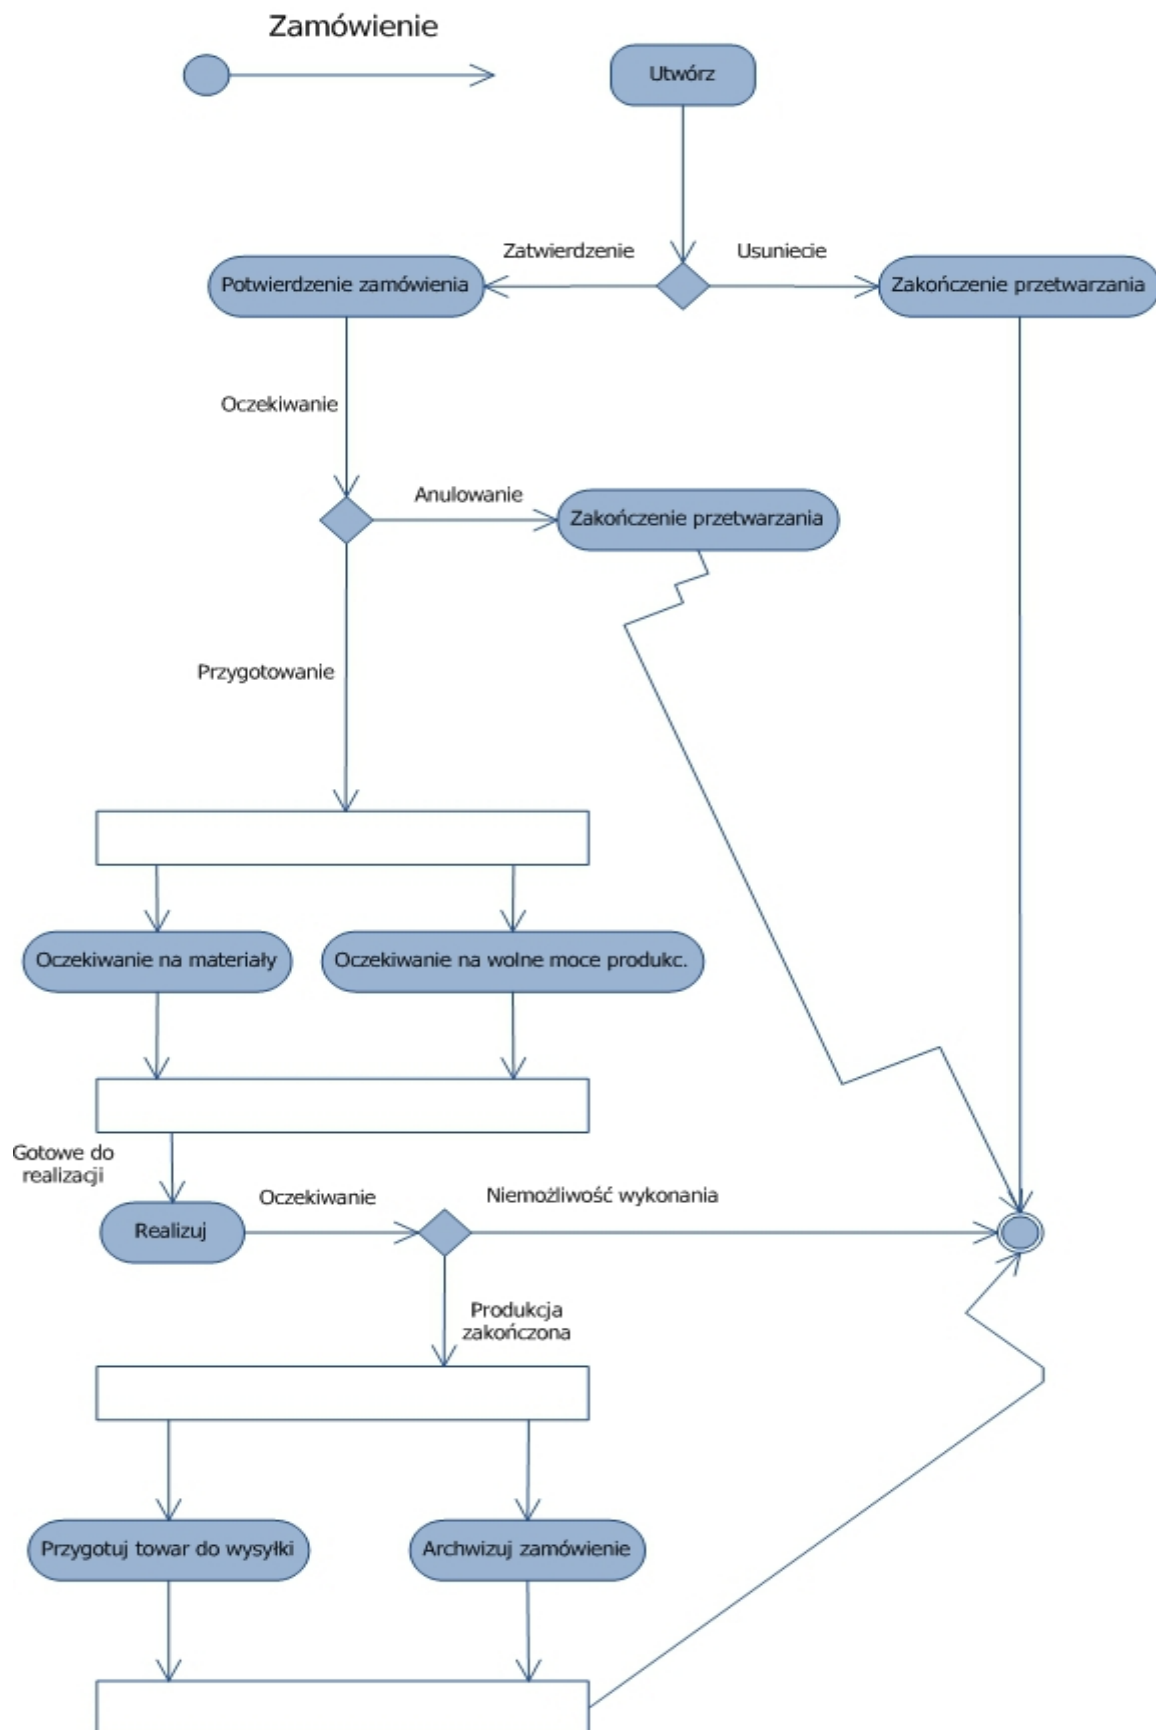 Zamówienie
Utwórz
Zatwierdzenie
Usuniecie
Potwierdzenie zamówienia
Zakończenie przetwarzania
Oczekiwanie
Anulowanie
Zakończenie przetwarzania
Przygotowanie
Oczekiwanie na materiały
Oczekiwanie na wolne moce produkc.
Gotowe do
realizacji
Realizuj
Oczekiwanie
Niemożliwość wykonania
Produkcja
zakończona
Przygotuj towar do wysyłki
Archwizuj zamówienie